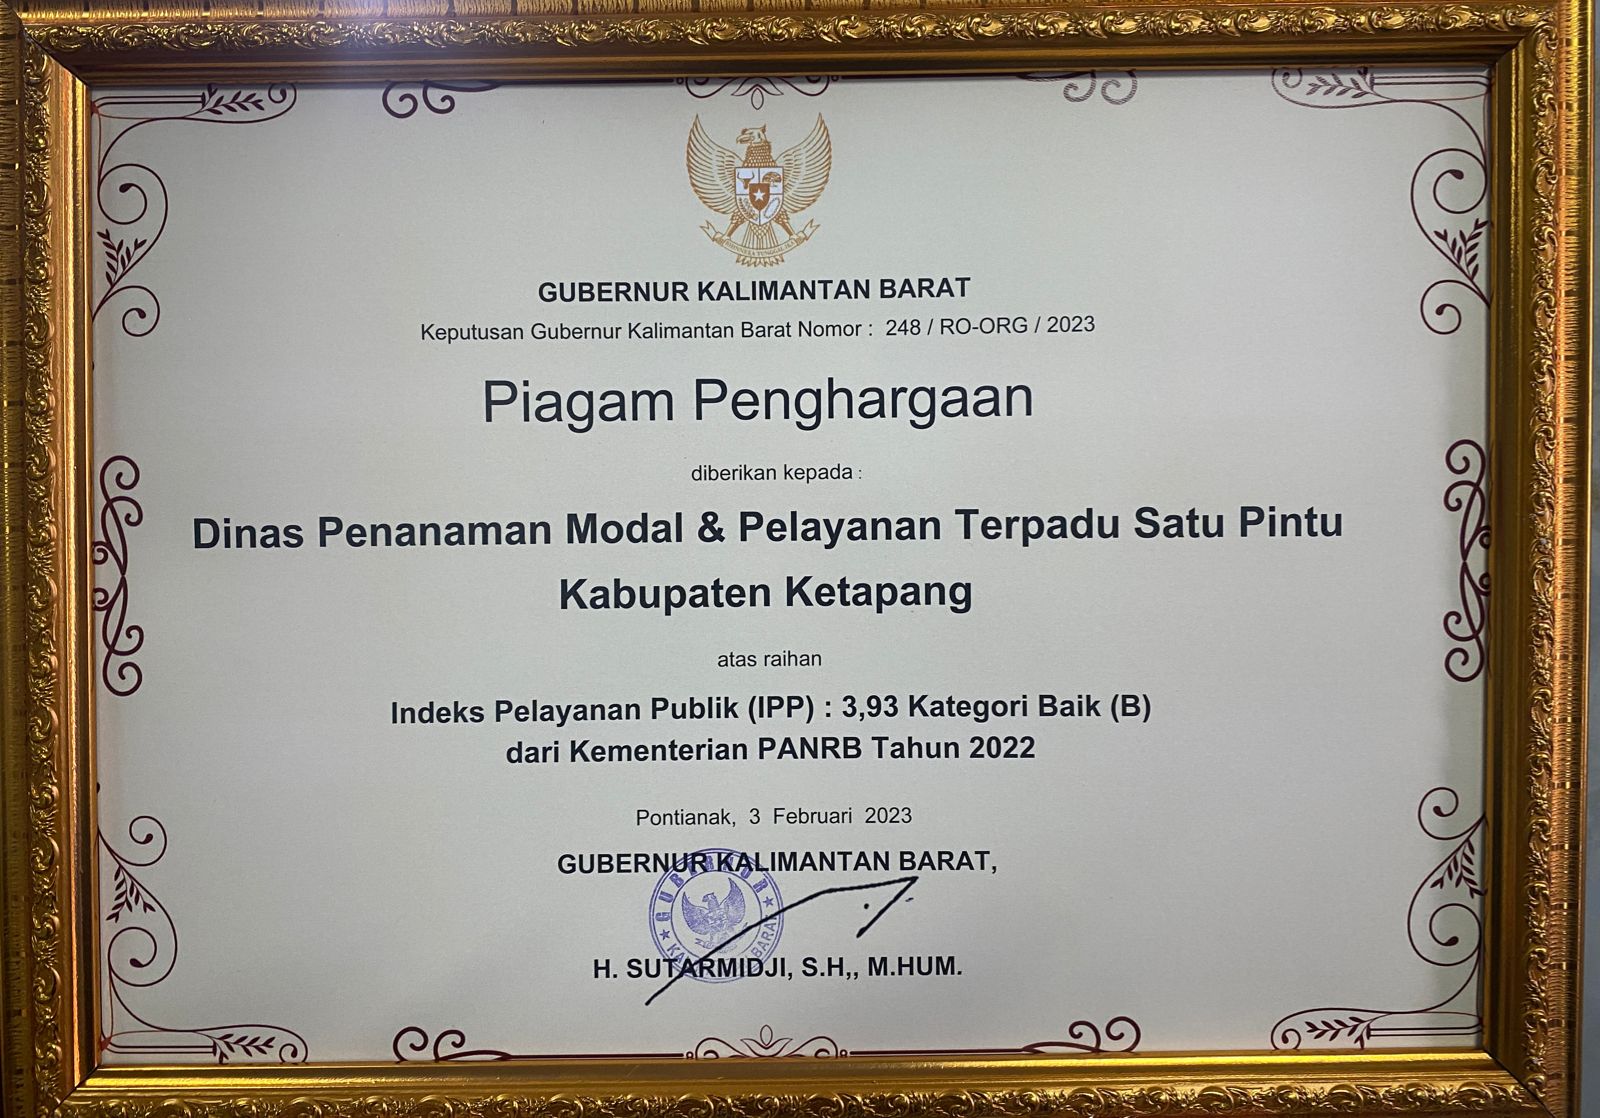 GUBERNUR KALIMANTAN BARAT
Keputusan Gubernur Kalimantan Barat Nomor : 248 / RO-ORG / 2023
Piagam Penghargaan
diberikan kepada :
Dinas Penanaman Modal & Pelayanan Terpadu Satu Pintu
Kabupaten Ketapang
atas raihan
Indeks Pelayanan Publik (IPP) : 3,93 Kategori Baik (B)
dari Kementerian PANRB Tahun 2022
Pontianak, 3 Februari 2023
GUBERNUR KALIMANTAN BARAT,
GUBERNUR
BARAT
H. SUTARMIDJI, S.H,, M.HUM.